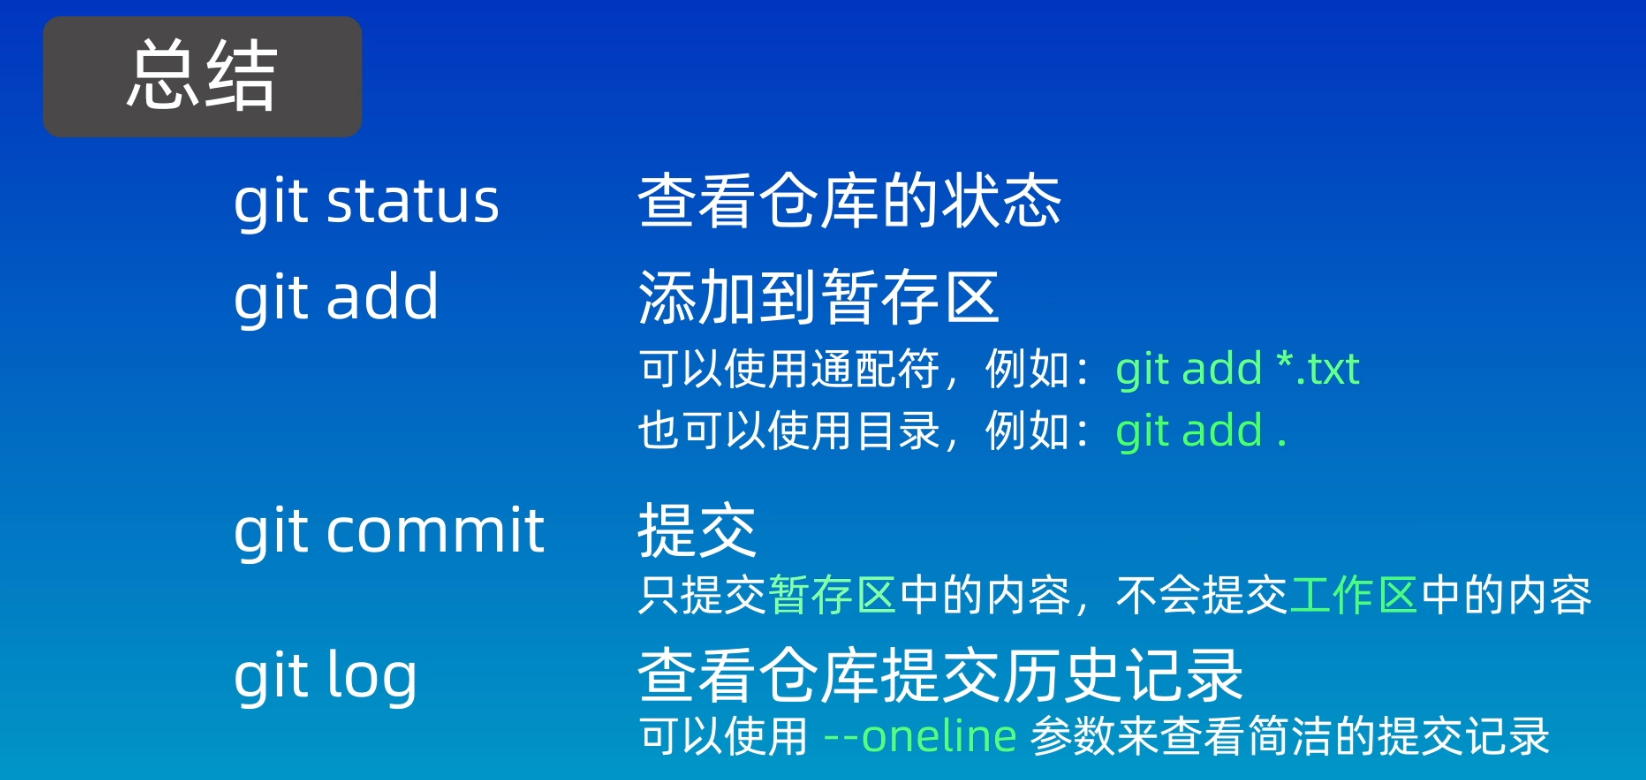 总结
git status 查看仓库的状态
git add 添加到暂存区
可以使用通配符，例如：git add *.txt
也可以使用目录，例如：git add .
git commit 提交
只提交暂存区中的内容，不会提交工作区中的内容
git log 查看仓库提交历史记录
可以使用 --oneline 参数来查看简洁的提交记录